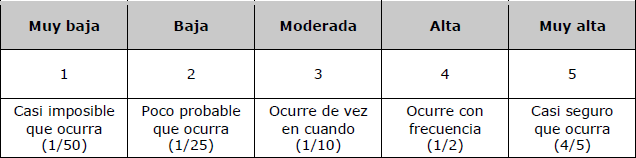 Muy baja Baja Moderada Alta Muy alta
1 2 3 4 5
Casi imposible Poco probable Ocurre de vez Ocurre con Casi seguro
que ocurra que ocurra en cuando frecuencia que ocurra
(1/50) (1/25) (1/10) (1/2) (4/5)